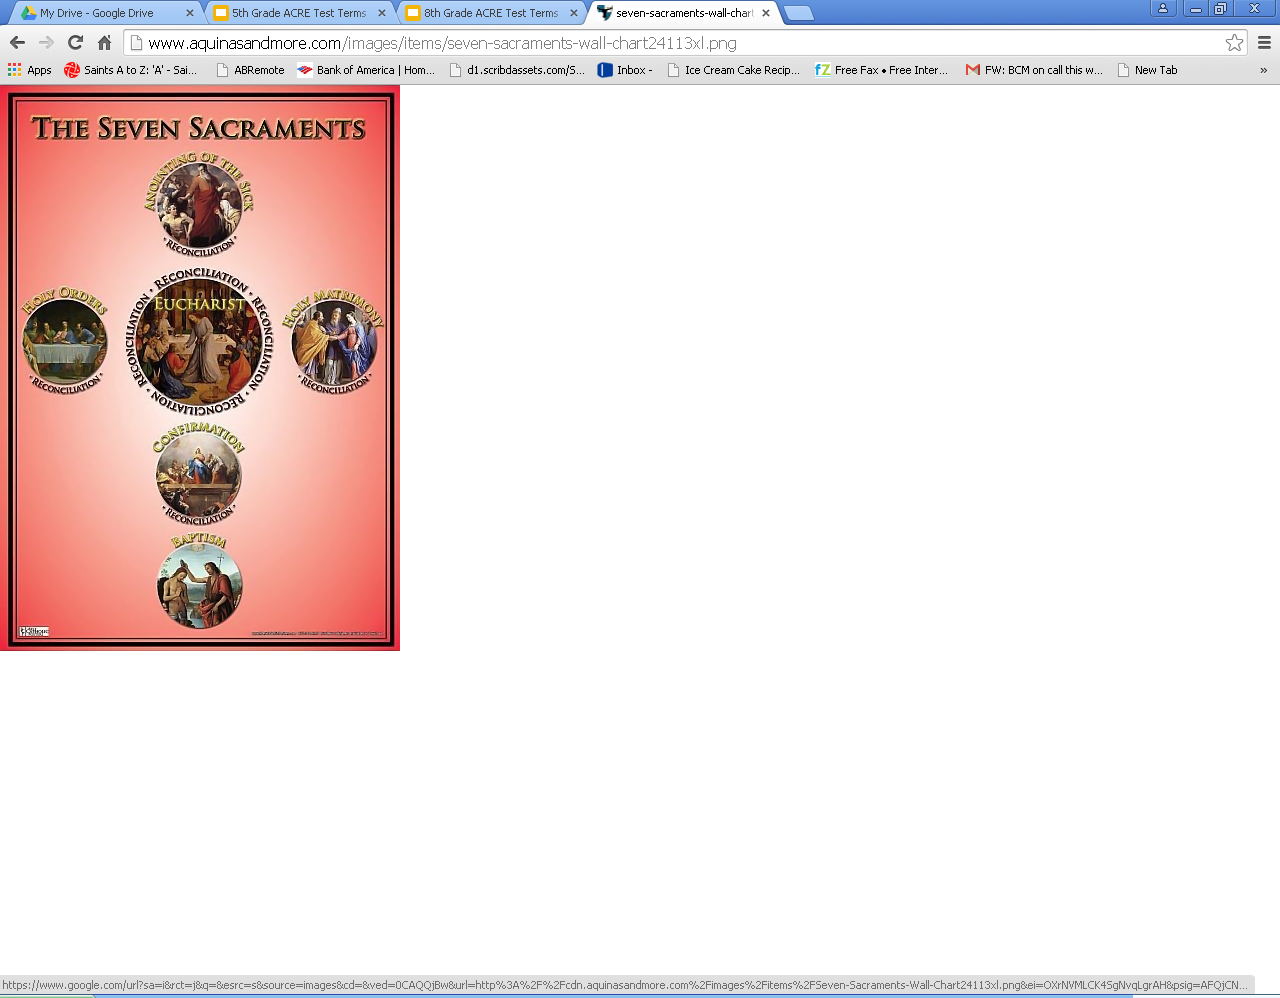 My Drive - Google Drive
5th Grade ACRE Test Terms
8th Grade ACRE Test Terms
seven-sacraments-wall-chart
www.aquinasandmore.com/images/items/seven-sacraments-wall-chart24113xl.png
Apps
Saints A to Z: 'A' - Sai...
ABRemote
Bank of America | Hom...
d1.scribdassets.com/S...
Inbox -
Ice Cream Cake Recip...
Free Fax • Free Inter...
FW: BCM on call this w...
New Tab
»
THE SEVEN SACRAMENTS
ANOINTING OF THE SICK
• RECONCILIATION •
HOLY ORDERS
• RECONCILIATION •
RECONCILIATION • RECONCILIATION • RECONCILIATION • RECONCILIATION •
EUCHARIST
HOLY MATRIMONY
• RECONCILIATION •
CONFIRMATION
• RECONCILIATION •
BAPTISM
https://www.google.com/url?sa=i&rct=j&q=&esrc=s&source=images&cd=&ved=0CAQQjBw&url=http%3A%2F%2Fcdn.aquinasandmore.com%2Fimages%2Fitems%2FSeven-Sacraments-Wall-Chart24113xl.png&ei=OXrNVMLCK4SgNvqLgrAH&psig=AFQjCN...